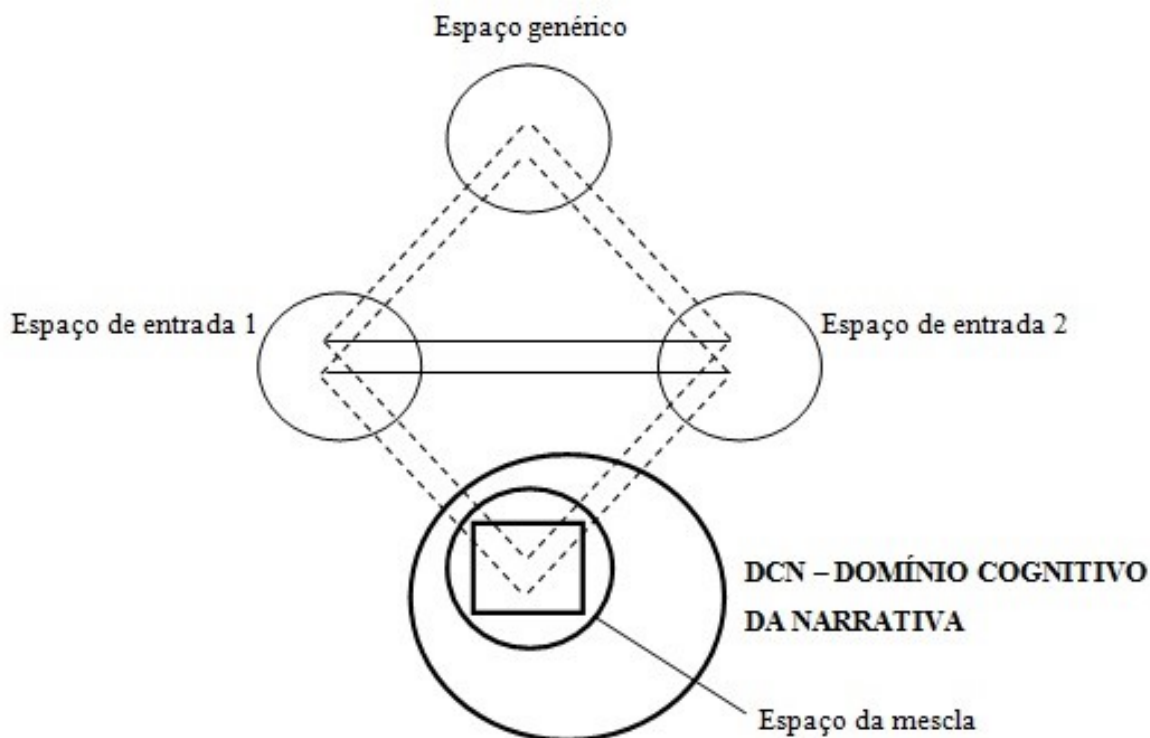 Espaço genérico
Espaço de entrada 1
Espaço de entrada 2
DCN – DOMÍNIO COGNITIVO
DA NARRATIVA
Espaço da mescla